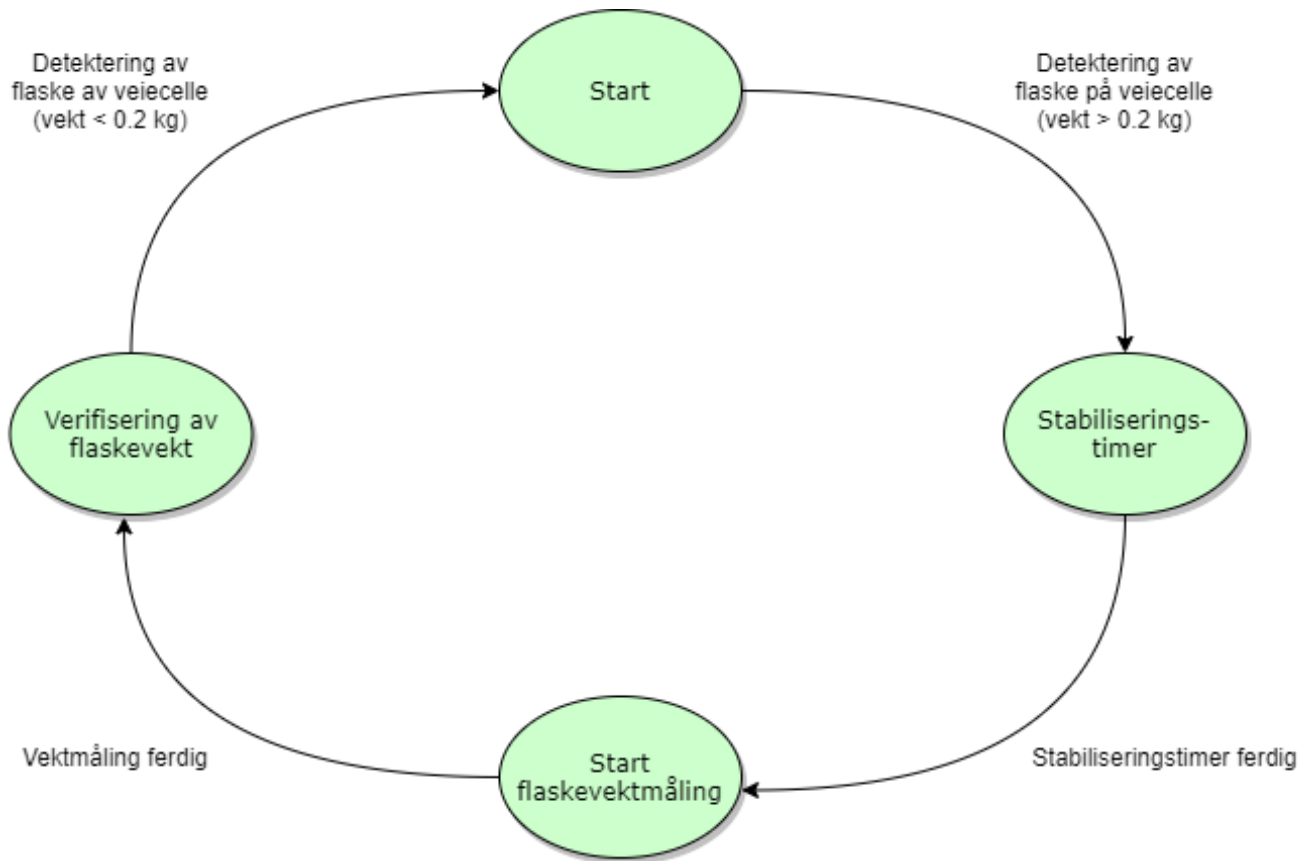 Detektering av
flaske av veiecelle
(vekt < 0.2 kg)
Start
Detektering av
flaske på veiecelle
(vekt > 0.2 kg)
Verifisering av
flaskevekt
Stabiliserings-
timer
Vektmåling ferdig
Start
flaskevektmåling
Stabiliseringstimer ferdig